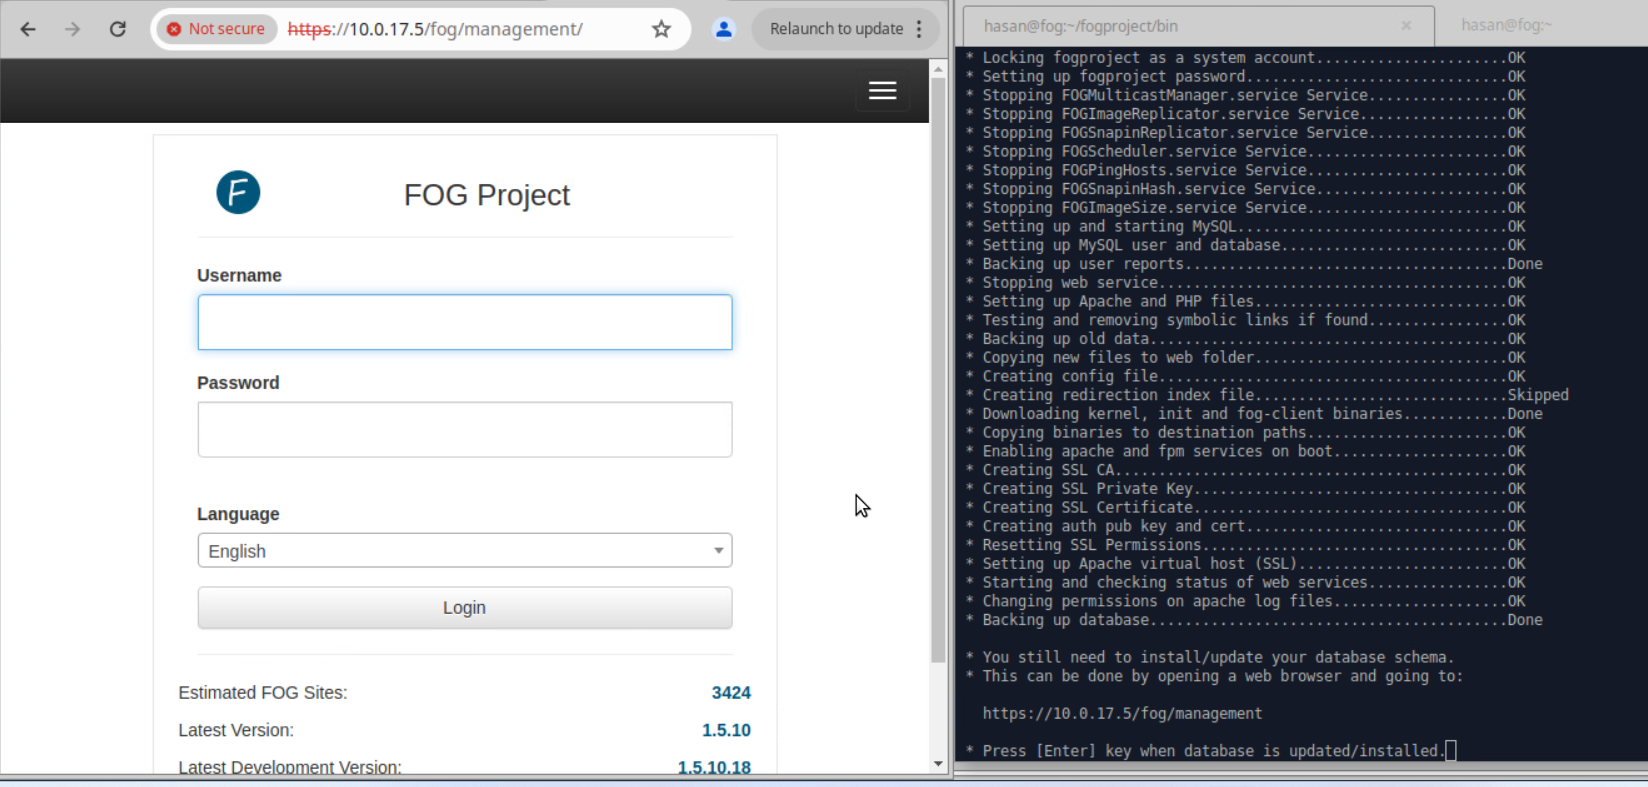 Not secure https://10.0.17.5/fog/management/ Relaunch to update
F FOG Project
Username
Password
Language
English
Login
Estimated FOG Sites: 3424
Latest Version: 1.5.10
Latest Development Version: 1.5.10.18
hasan@fog:~/fogproject/bin × hasan@fog:~
* Locking fogproject as a system account......................OK
* Setting up fogproject password..............................OK
* Stopping FOGMulticastManager.service Service................OK
* Stopping FOGImageReplicator.service Service.................OK
* Stopping FOGSnapinReplicator.service Service................OK
* Stopping FOGScheduler.service Service.......................OK
* Stopping FOGPingHosts.service Service.......................OK
* Stopping FOGSnapinHash.service Service......................OK
* Stopping FOGImageSize.service Service.......................OK
* Setting up and starting MySQL...............................OK
* Setting up MySQL user and database..........................OK
* Backing up user reports.....................................Done
* Stopping web service........................................OK
* Setting up Apache and PHP files.............................OK
* Testing and removing symbolic links if found................OK
* Backing up old data.........................................OK
* Copying new files to web folder.............................OK
* Creating config file........................................OK
* Creating redirection index file.............................Skipped
* Downloading kernel, init and fog-client binaries............Done
* Copying binaries to destination paths.......................OK
* Enabling apache and fpm services on boot....................OK
* Creating SSL CA.............................................OK
* Creating SSL Private Key....................................OK
* Creating SSL Certificate....................................OK
* Creating auth pub key and cert..............................OK
* Resetting SSL Permissions...................................OK
* Setting up Apache virtual host (SSL)........................OK
* Starting and checking status of web services................OK
* Changing permissions on apache log files....................OK
* Backing up database.........................................Done
* You still need to install/update your database schema.
* This can be done by opening a web browser and going to:
https://10.0.17.5/fog/management
* Press [Enter] key when database is updated/installed.